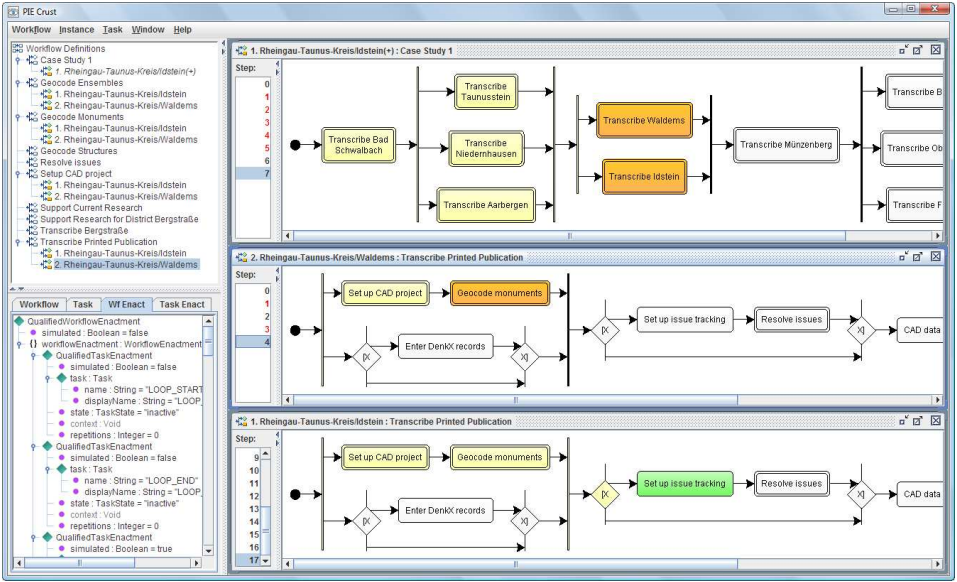 PIE Crust
Workflow Instance Task Window Help
Workflow Definitions
Case Study 1
1. Rheingau-Taunus-Kreis/Idstein(+)
Geocode Ensembles
1. Rheingau-Taunus-Kreis/Idstein
2. Rheingau-Taunus-Kreis/Waldems
Geocode Monuments
1. Rheingau-Taunus-Kreis/Idstein
2. Rheingau-Taunus-Kreis/Waldems
Geocode Structures
Resolve issues
Setup CAD project
1. Rheingau-Taunus-Kreis/Idstein
2. Rheingau-Taunus-Kreis/Waldems
Support Current Research
Support Research for District Bergstraße
Transcribe Bergstraße
Transcribe Printed Publication
1. Rheingau-Taunus-Kreis/Idstein
2. Rheingau-Taunus-Kreis/Waldems
Workflow Task Wf Enact Task Enact
QualifiedWorkflowEnactment
simulated : Boolean = false
{} workflowEnactment : WorkflowEnactment
QualifiedTaskEnactment
simulated : Boolean = false
task : Task
name : String = "LOOP_START
displayName : String = "LOOP_
state : TaskState = "inactive"
context : Void
repetitions : Integer = 0
QualifiedTaskEnactment
simulated : Boolean = false
task : Task
name : String = "LOOP_END"
displayName : String = "LOOP_
state : TaskState = "inactive"
context : Void
repetitions : Integer = 0
QualifiedTaskEnactment
simulated : Boolean = true
1. Rheingau-Taunus-Kreis/Idstein(+) : Case Study 1
Step:
0
1
2
3
4
5
6
7
Transcribe Bad
Schwalbach
Transcribe
Taunusstein
Transcribe
Niedernhausen
Transcribe Aarbergen
Transcribe Waldems
Transcribe Idstein
Transcribe Münzenberg
Transcribe B
Transcribe Ob
Transcribe F
2. Rheingau-Taunus-Kreis/Waldems : Transcribe Printed Publication
Step:
0
1
2
3
4
Set up CAD project
Geocode monuments
[X
Enter DenkX records
X]
[X
Set up issue tracking
Resolve issues
X]
CAD data
1. Rheingau-Taunus-Kreis/Idstein : Transcribe Printed Publication
Step:
9
10
11
12
13
14
15
16
17
Set up CAD project
Geocode monuments
[X
Enter DenkX records
X]
[X
Set up issue tracking
Resolve issues
X]
CAD data